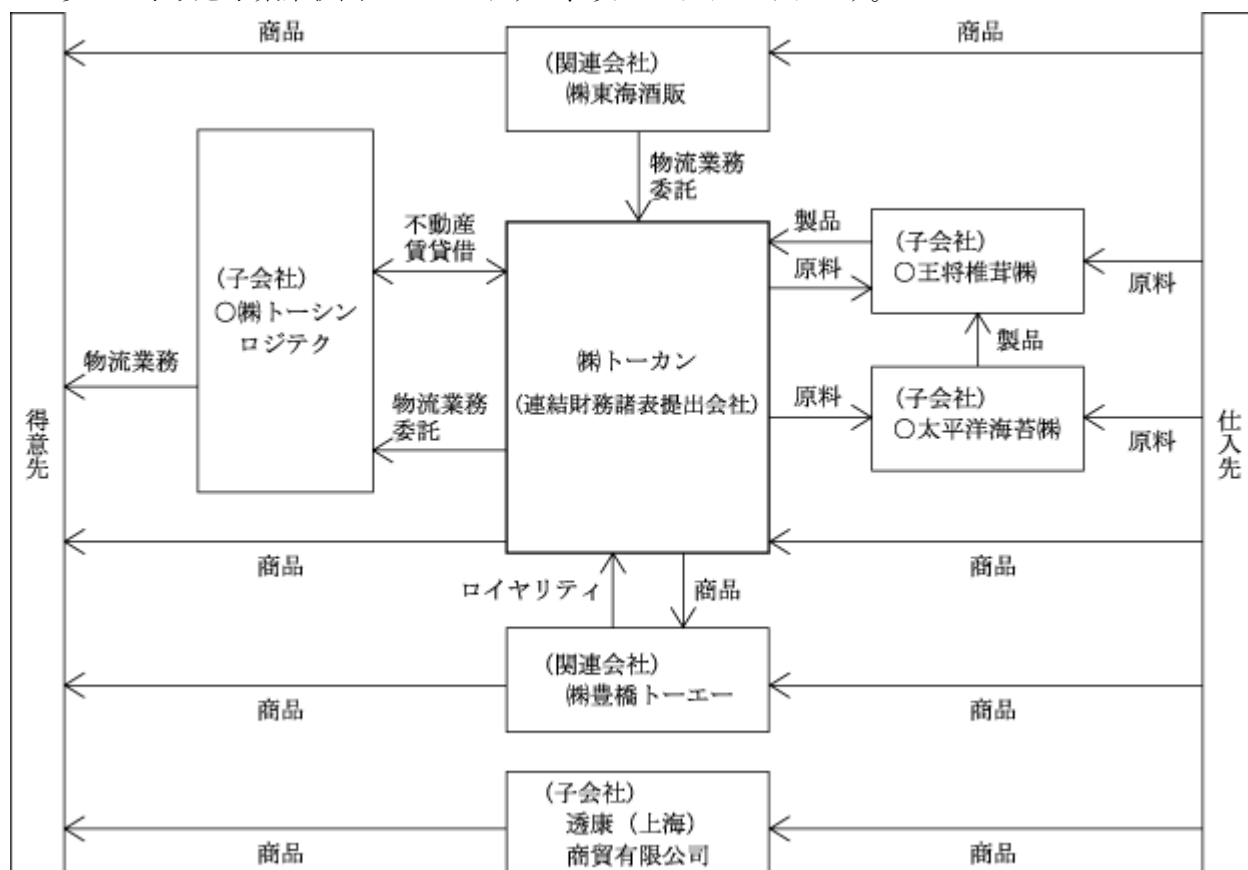 商品
商品
(関連会社)
㈱東海酒販
物流業務
委託
不動産
賃貸借
製品
原料
(子会社)
○王将椎茸㈱
原料
(子会社)
○㈱トーシン
ロジテク
製品
物流業務
㈱トーカン
(連結財務諸表提出会社)
物流業務
委託
原料
(子会社)
○太平洋海苔㈱
原料
得意先
仕入先
商品
商品
ロイヤリティ
商品
(関連会社)
㈱豊橋トーエー
商品
商品
(子会社)
透康（上海）
商貿有限公司
商品
商品